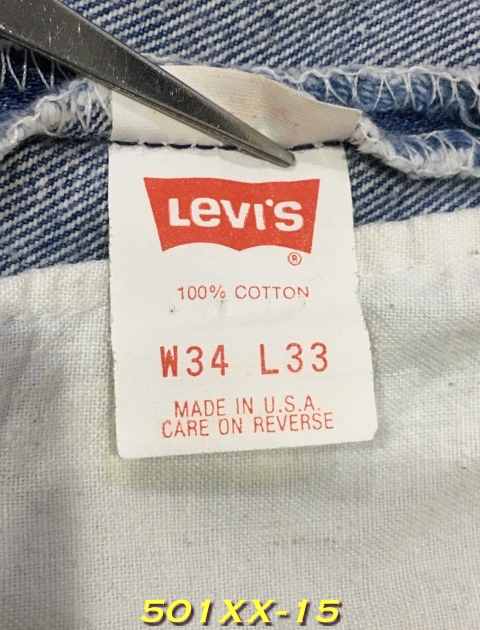 Levi's
®
100% COTTON
W34 L33
MADE IN U.S.A.
CARE ON REVERSE
501XX-15